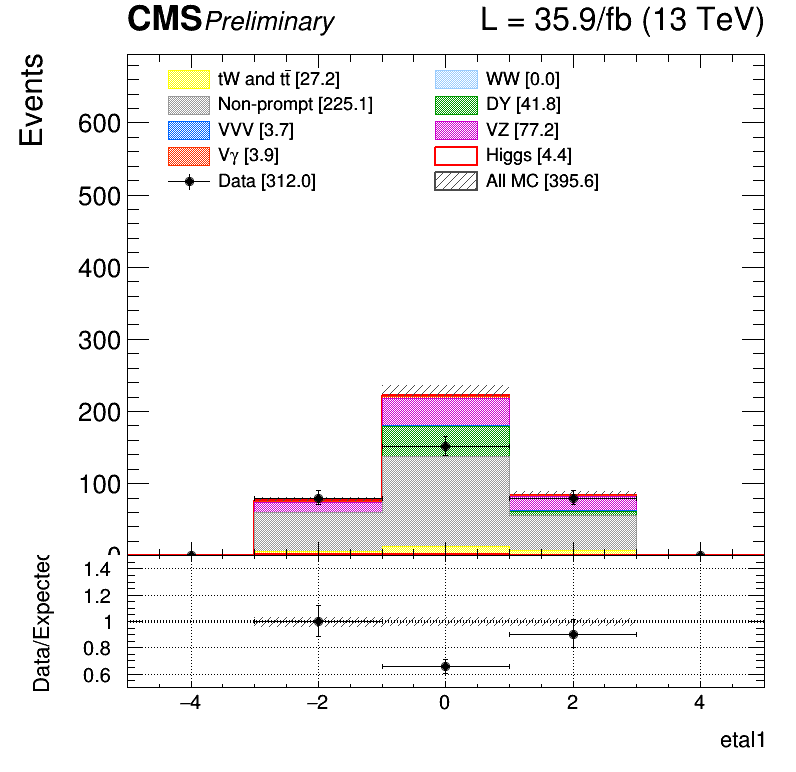 CMS Preliminary L = 35.9/fb (13 TeV)
Events
tW and tt̄ [27.2] WW [0.0]
Non-prompt [225.1] DY [41.8]
VVV [3.7] VZ [77.2]
Vγ [3.9] Higgs [4.4]
Data [312.0] All MC [395.6]
600
500
400
300
200
100
0
Data/Expected
1.4
1.2
1
0.8
0.6
−4 −2 0 2 4
etal1